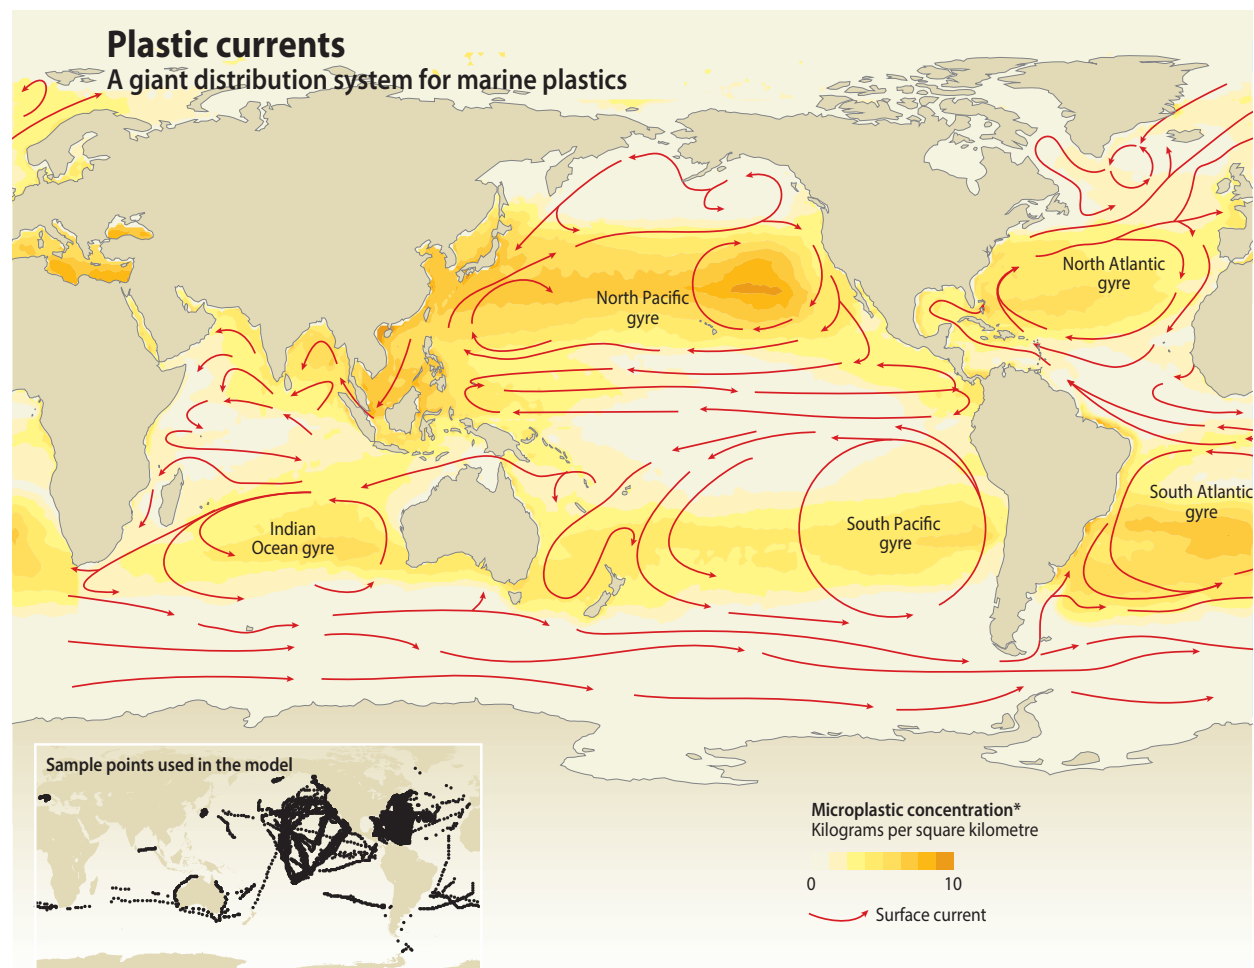 Plastic currents
A giant distribution system for marine plastics
North Pacific
gyre
North Atlantic
gyre
Indian
Ocean gyre
South Pacific
gyre
South Atlantic
gyre
Sample points used in the model
Microplastic concentration*
Kilograms per square kilometre
0 10
Surface current